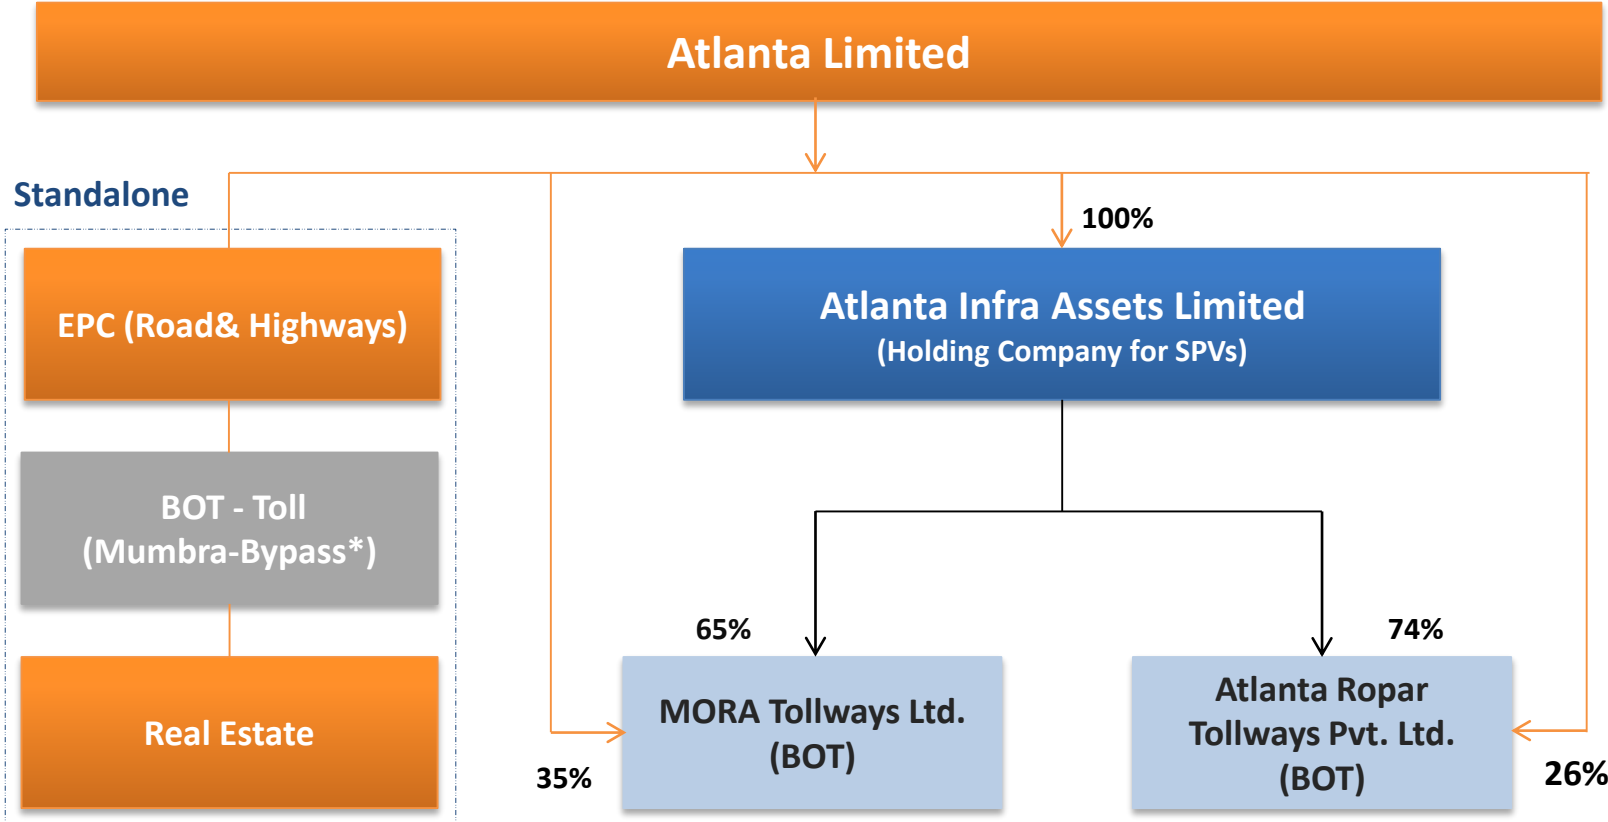 Atlanta Limited
Standalone
100%
EPC (Road& Highways)
Atlanta Infra Assets Limited
(Holding Company for SPVs)
BOT - Toll
(Mumbra-Bypass*)
65%
74%
Real Estate
MORA Tollways Ltd.
(BOT)
Atlanta Ropar
Tollways Pvt. Ltd.
(BOT)
35%
26%